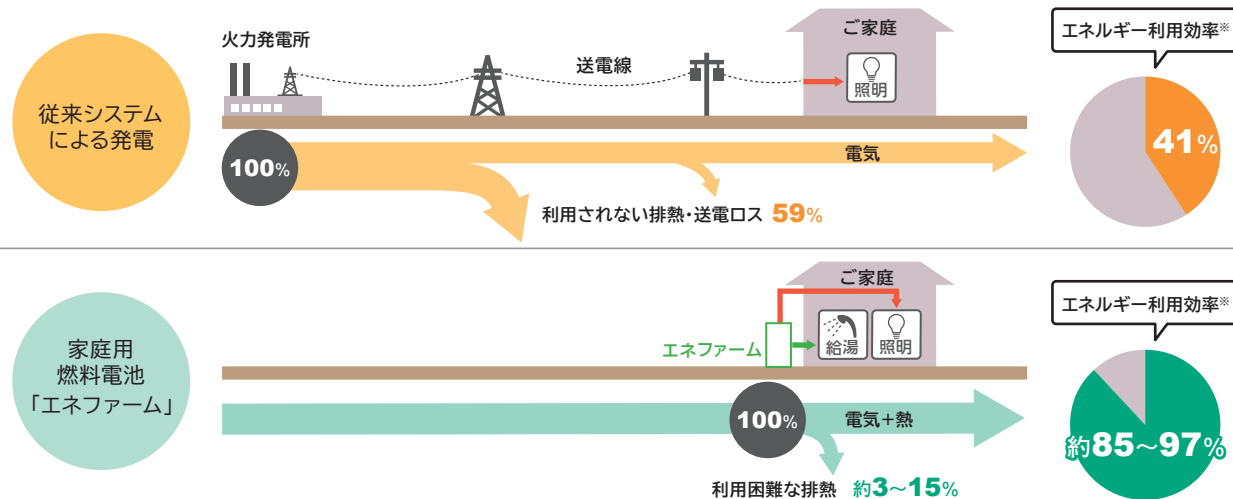 従来システム
による発電
火力発電所
送電線
ご家庭
照明
100%
電気
利用されない排熱・送電ロス 59%
エネルギー利用効率※
41%
家庭用
燃料電池
「エネファーム」
ご家庭
エネファーム
給湯
照明
100%
電気+熱
利用困難な排熱 約3~15%
エネルギー利用効率※
約85~97%